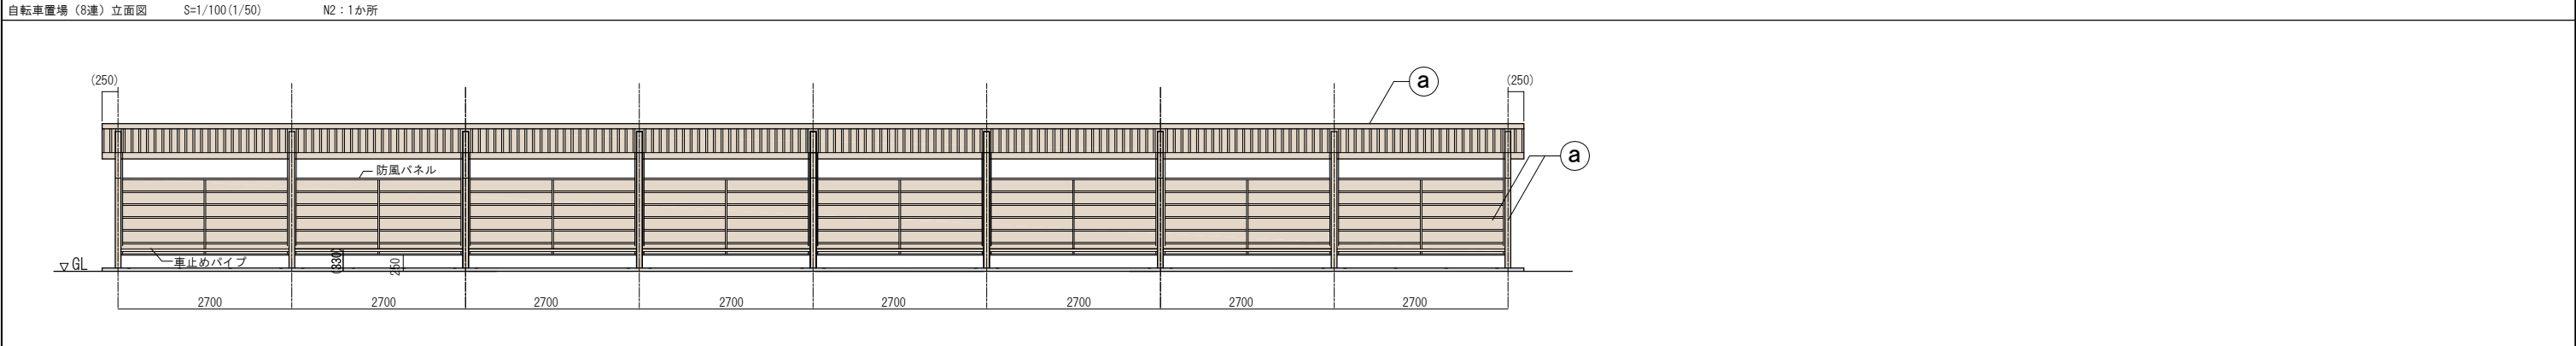 自転車置場（8連）立面図 S=1/100(1/50) N2：1か所
(250) a (250)
防風パネル a
GL 車止めパイプ (330) 250
2700 2700 2700 2700 2700 2700 2700 2700